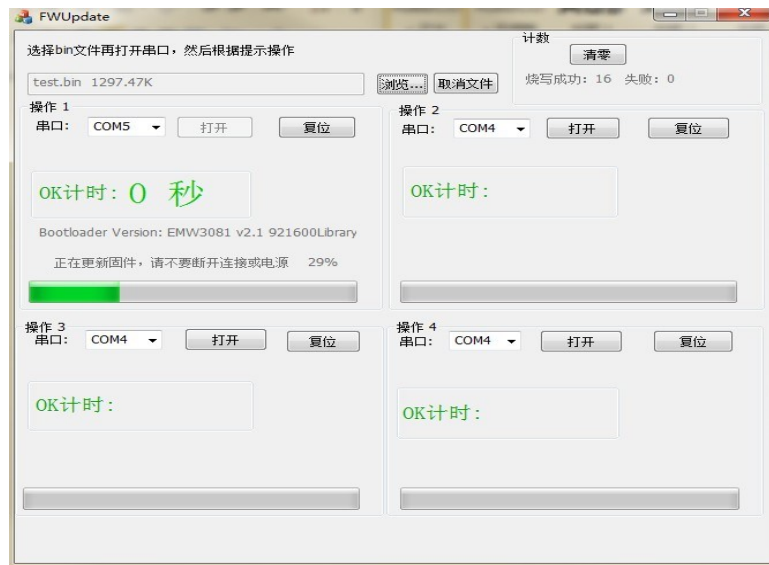 FWUpdate
选择bin文件再打开串口，然后根据提示操作
test.bin 1297.47K
浏览... 取消文件
计数
清零
烧写成功：16 失败：0
操作 1
串口： COM5 打开 复位
OK计时：0 秒
Bootloader Version: EMW3081 v2.1 921600Library
正在更新固件，请不要断开连接或电源 29%
操作 2
串口： COM4 打开 复位
OK计时：
操作 3
串口： COM4 打开 复位
OK计时：
操作 4
串口： COM4 打开 复位
OK计时：